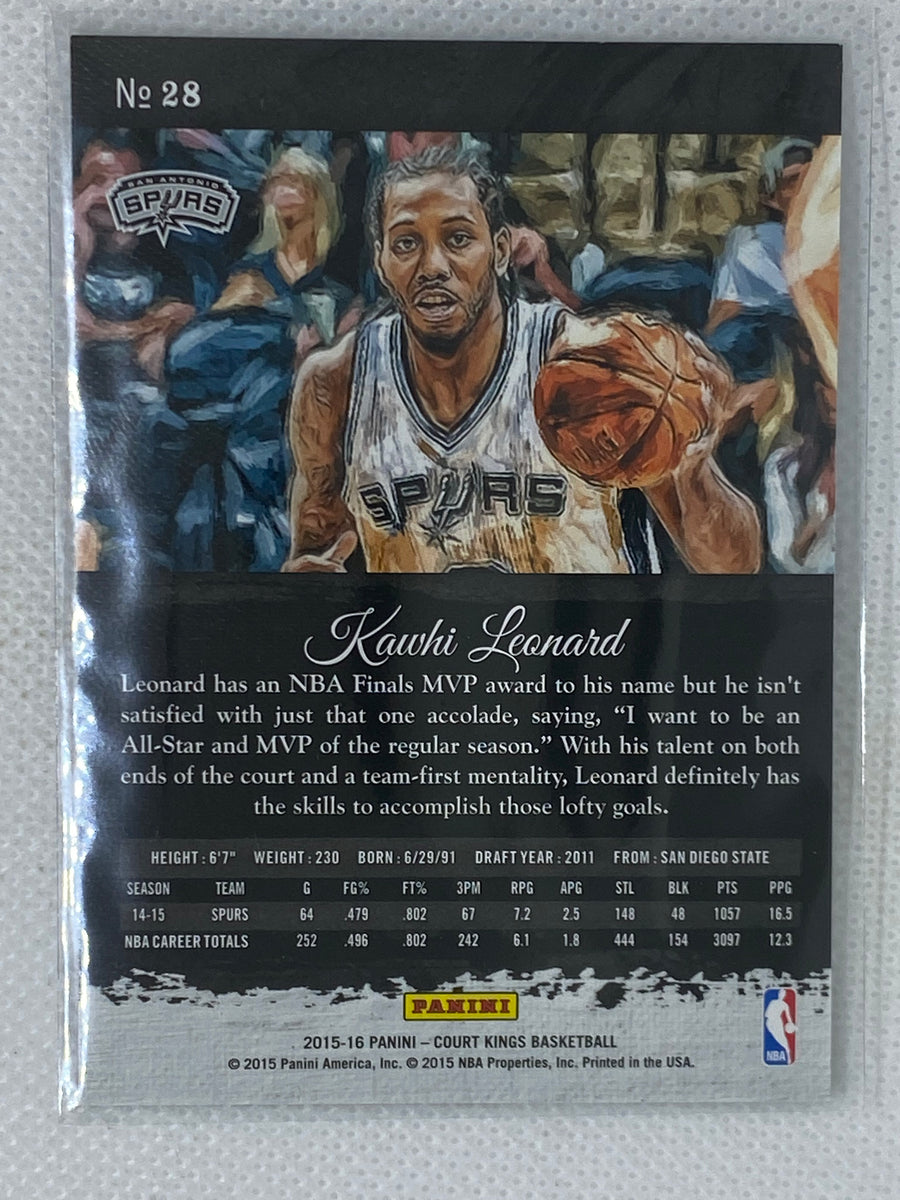 № 28
SAN ANTONIO
SPURS
SPURS
Kawhi Leonard
Leonard has an NBA Finals MVP award to his name but he isn't
satisfied with just that one accolade, saying, “I want to be an
All-Star and MVP of the regular season.” With his talent on both
ends of the court and a team-first mentality, Leonard definitely has
the skills to accomplish those lofty goals.
HEIGHT : 6'7" WEIGHT : 230 BORN : 6/29/91 DRAFT YEAR : 2011 FROM : SAN DIEGO STATE
SEASON TEAM G FG% FT% 3PM RPG APG STL BLK PTS PPG
14-15 SPURS 64 .479 .802 67 7.2 2.5 148 48 1057 16.5
NBA CAREER TOTALS 252 .496 .802 242 6.1 1.8 444 154 3097 12.3
PANINI
NBA
2015-16 PANINI – COURT KINGS BASKETBALL
© 2015 Panini America, Inc. © 2015 NBA Properties, Inc. Printed in the USA.